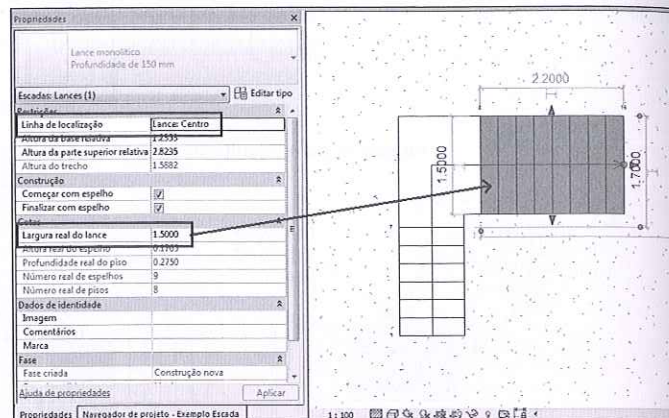 Propriedades
Lance monolítico
Profundidade de 150 mm
Escadas: Lances (1)
Editar tipo
Restrições
Linha de localização Lance: Centro
Altura da base relativa
Altura da parte superior relativa 2.8235
Altura do trecho 1.5882
Construção
Começar com espelho
Finalizar com espelho
Cotas
Largura real do lance 1.5000
Altura real do espelho
Profundidade real do piso 0.2750
Número real de espelhos 9
Número real de pisos 8
Dados de identidade
Imagem
Comentários
Marca
Fase
Fase criada Construção nova
Ajuda de propriedades
Aplicar
Propriedades Navegador de projeto - Exemplo Escada
2.2000
1.5000
1.7000
1 : 100